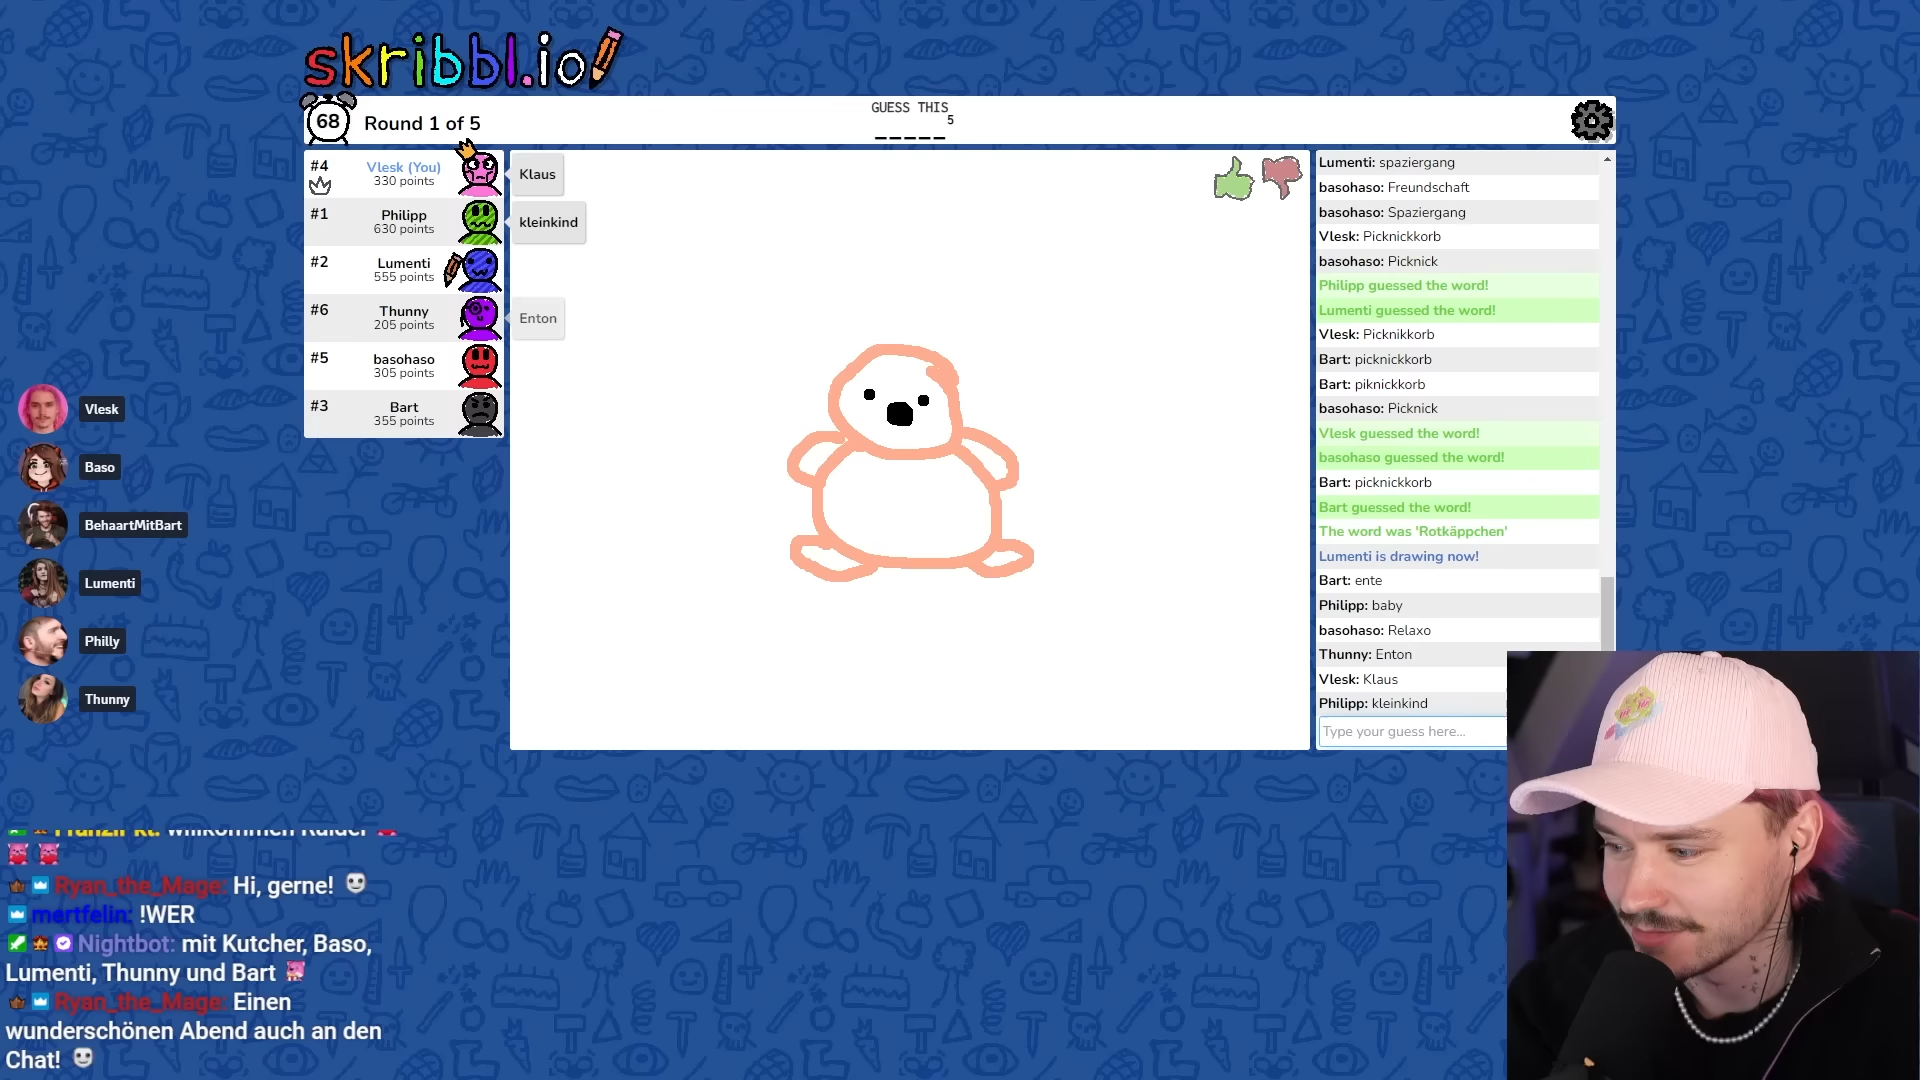 skribbl.io
68
Round 1 of 5
GUESS THIS
_____ 5
#4
Vlesk (You)
330 points
#1
Philipp
630 points
#2
Lumenti
555 points
#6
Thunny
205 points
#5
basohaso
305 points
#3
Bart
355 points
Klaus
kleinkind
Enton
Lumenti: spaziergang
basohaso: Freundschaft
basohaso: Spaziergang
Vlesk: Picknickkorb
basohaso: Picknick
Philipp guessed the word!
Lumenti guessed the word!
Vlesk: Picknikkorb
Bart: picknickkorb
Bart: piknickkorb
basohaso: Picknick
Vlesk guessed the word!
basohaso guessed the word!
Bart: picknickkorb
Bart guessed the word!
The word was 'Rotkäppchen'
Lumenti is drawing now!
Bart: ente
Philipp: baby
basohaso: Relaxo
Thunny: Enton
Vlesk: Klaus
Philipp: kleinkind
Type your guess here...
Vlesk
Baso
BehaartMitBart
Lumenti
Philly
Thunny
willkommen Raider
Ryan_the_Mage: Hi, gerne!
mertfelin: !WER
Nightbot: mit Kutcher, Baso,
Lumenti, Thunny und Bart
Ryan_the_Mage: Einen
wunderschönen Abend auch an den
Chat!